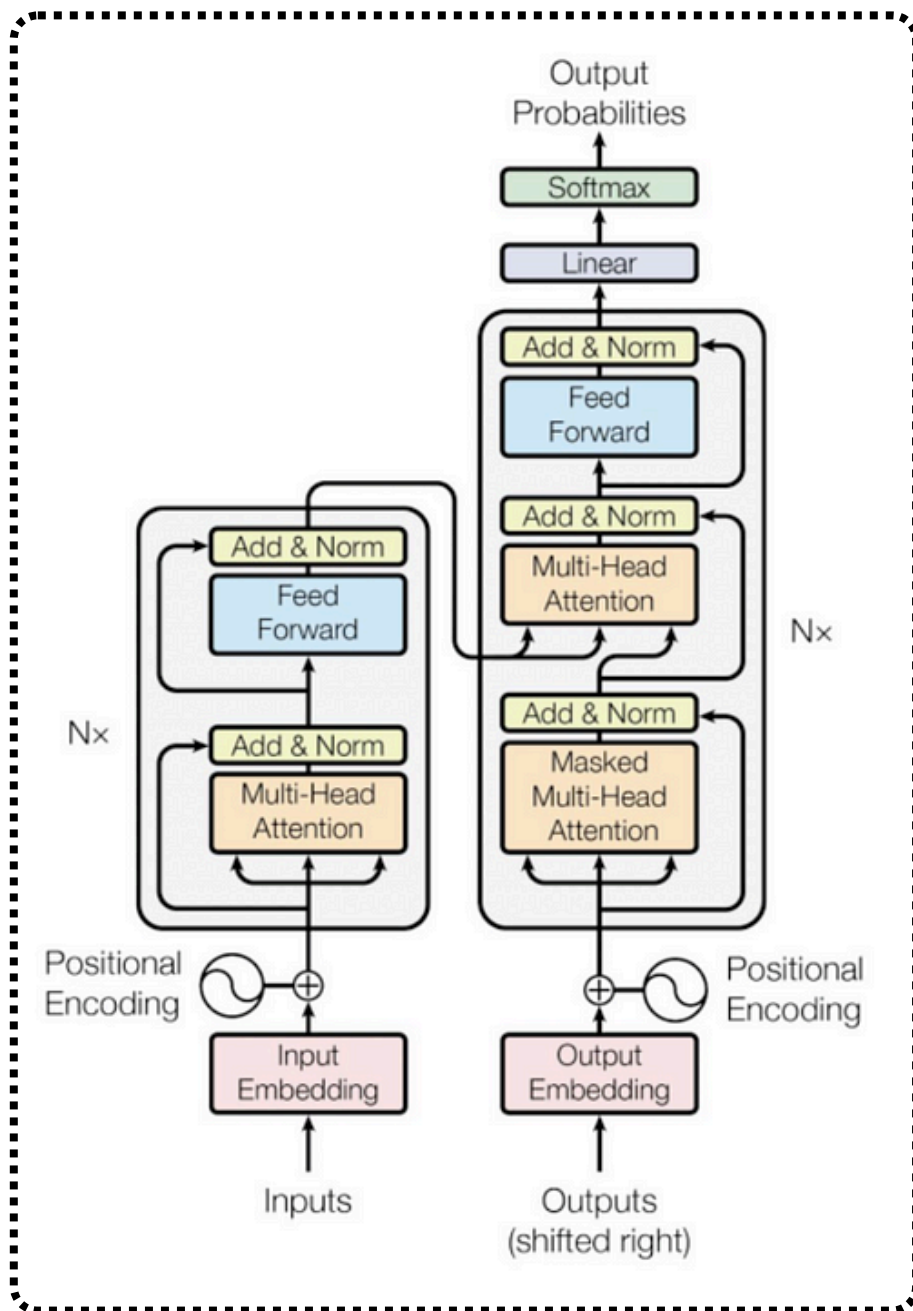 Output
Probabilities
Softmax
Linear
Add & Norm
Feed
Forward
Add & Norm
Multi-Head
Attention
Nx
Add & Norm
Masked
Multi-Head
Attention
Add & Norm
Feed
Forward
Nx
Add & Norm
Multi-Head
Attention
Positional
Encoding
Positional
Encoding
Input
Embedding
Output
Embedding
Inputs
Outputs
(shifted right)